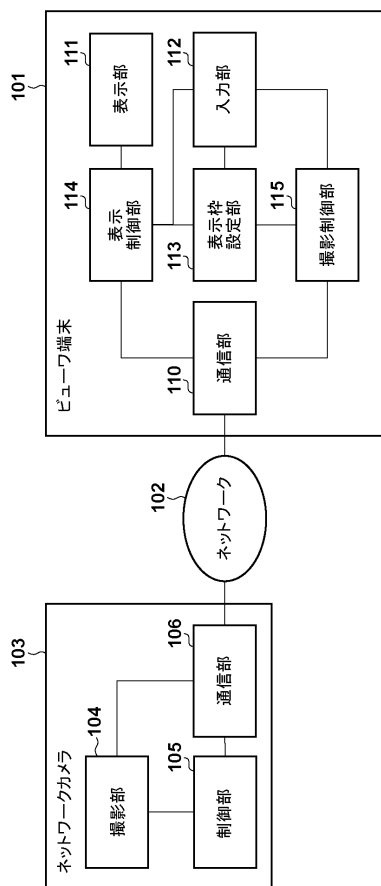 103
ネットワークカメラ
104
撮影部
105
制御部
106
通信部
102
ネットワーク
101
ビューワ端末
110
通信部
114
表示
制御部
111
表示部
113
表示枠
設定部
112
入力部
115
撮影制御部